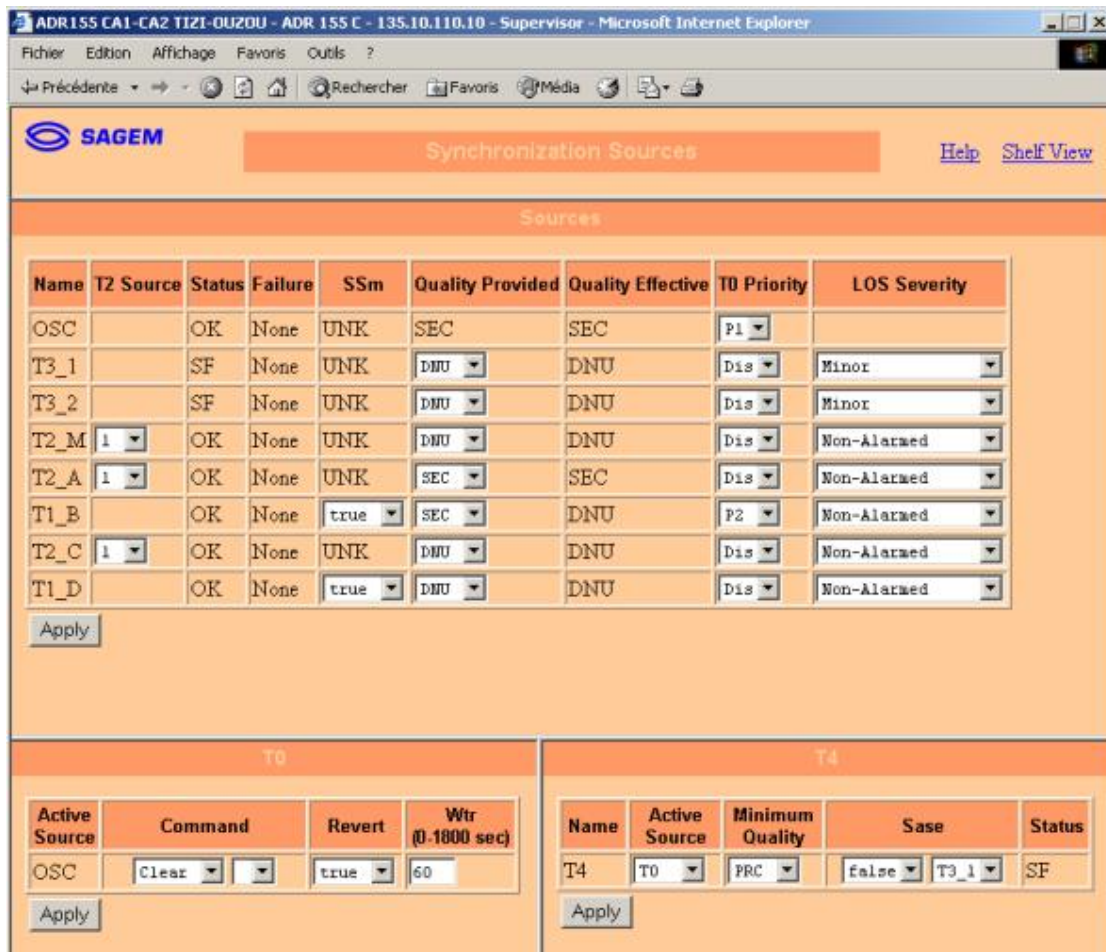 ADR155 CA1-CA2 TIZI-OUZOU - ADR 155 C - 135.10.110.10 - Supervisor - Microsoft Internet Explorer
Fichier Edition Affichage Favoris Outils ?
Précédente Rechercher Favoris Média
SAGEM
Synchronization Sources
Help Shelf View
Sources
Name T2 Source Status Failure SSm Quality Provided Quality Effective T0 Priority LOS Severity
OSC OK None UNK SEC SEC P1
T3_1 SF None UNK DNU DNU Dis Minor
T3_2 SF None UNK DNU DNU Dis Minor
T2_M 1 OK None UNK DNU DNU Dis Non-Alarmed
T2_A 1 OK None UNK SEC SEC Dis Non-Alarmed
T1_B OK None true SEC DNU P2 Non-Alarmed
T2_C 1 OK None UNK DNU DNU Dis Non-Alarmed
T1_D OK None true DNU DNU Dis Non-Alarmed
Apply
T0
Active Source Command Revert Wtr (0-1800 sec)
OSC Clear true 60
Apply
T4
Name Active Source Minimum Quality Sase Status
T4 T0 PRC false T3_1 SF
Apply